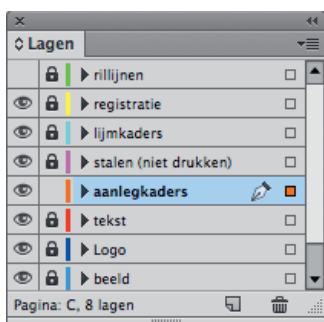 Lagen
rillijnen
registratie
lijmkaders
stalen (niet drukken)
aanlegkaders
tekst
Logo
beeld
Pagina: C, 8 lagen